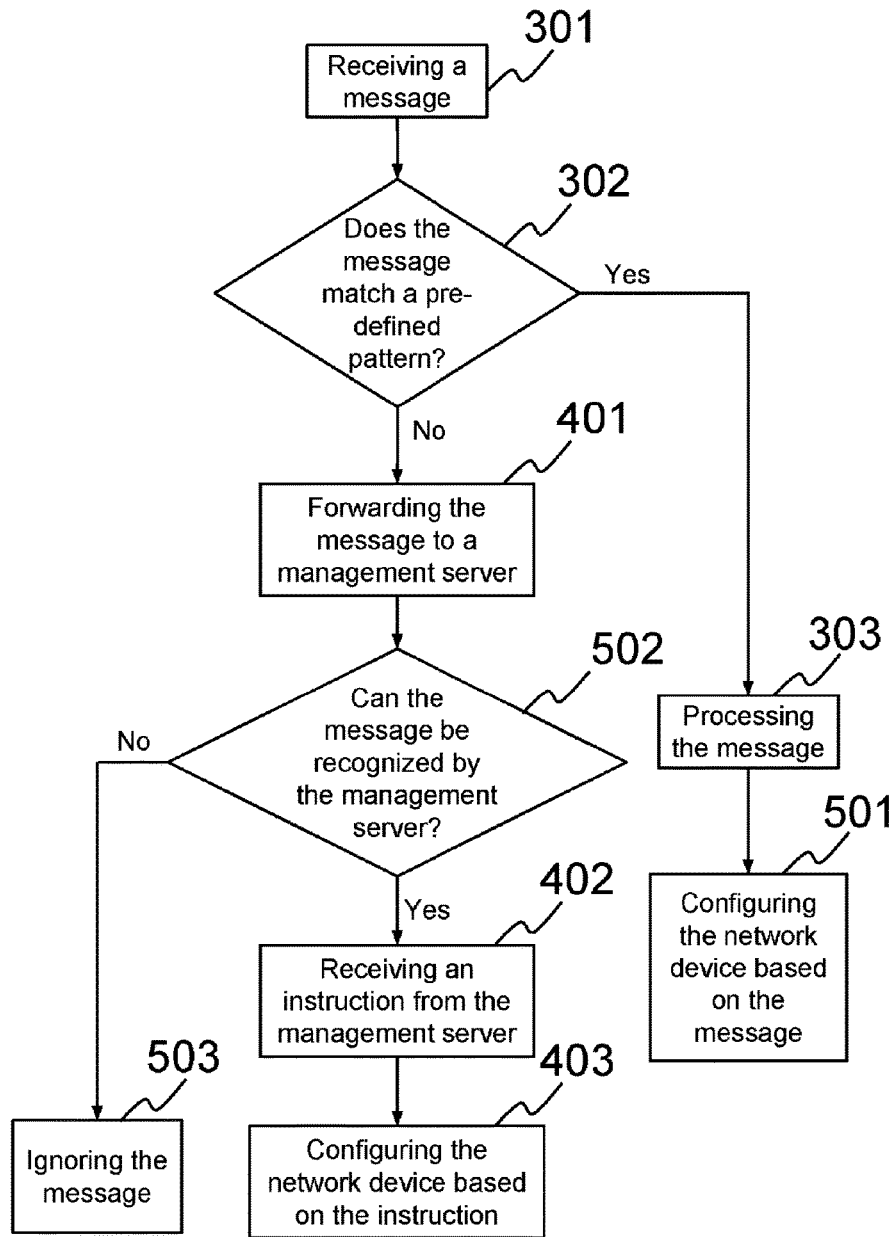 301
Receiving a
message
302
Does the
message
match a pre-
defined
pattern?
Yes
No
401
Forwarding the
message to a
management server
502
Can the
message be
recognized by
the management
server?
No
303
Processing
the message
501
Configuring
the network
device based
on the
message
Yes
402
Receiving an
instruction from the
management server
503
Ignoring the
message
403
Configuring the
network device based
on the instruction